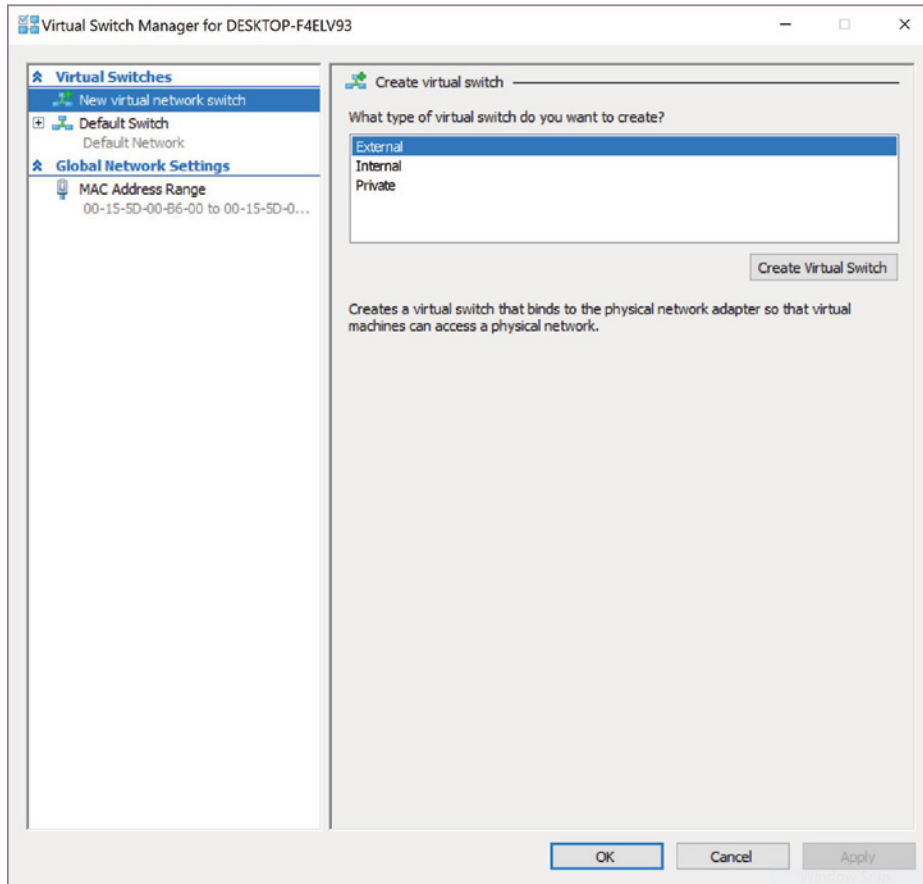 Virtual Switch Manager for DESKTOP-F4ELV93
Virtual Switches
New virtual network switch
Default Switch
Default Network
Global Network Settings
MAC Address Range
00-15-5D-00-B6-00 to 00-15-5D-0...
Create virtual switch
What type of virtual switch do you want to create?
External
Internal
Private
Create Virtual Switch
Creates a virtual switch that binds to the physical network adapter so that virtual
machines can access a physical network.
OK
Cancel
Apply